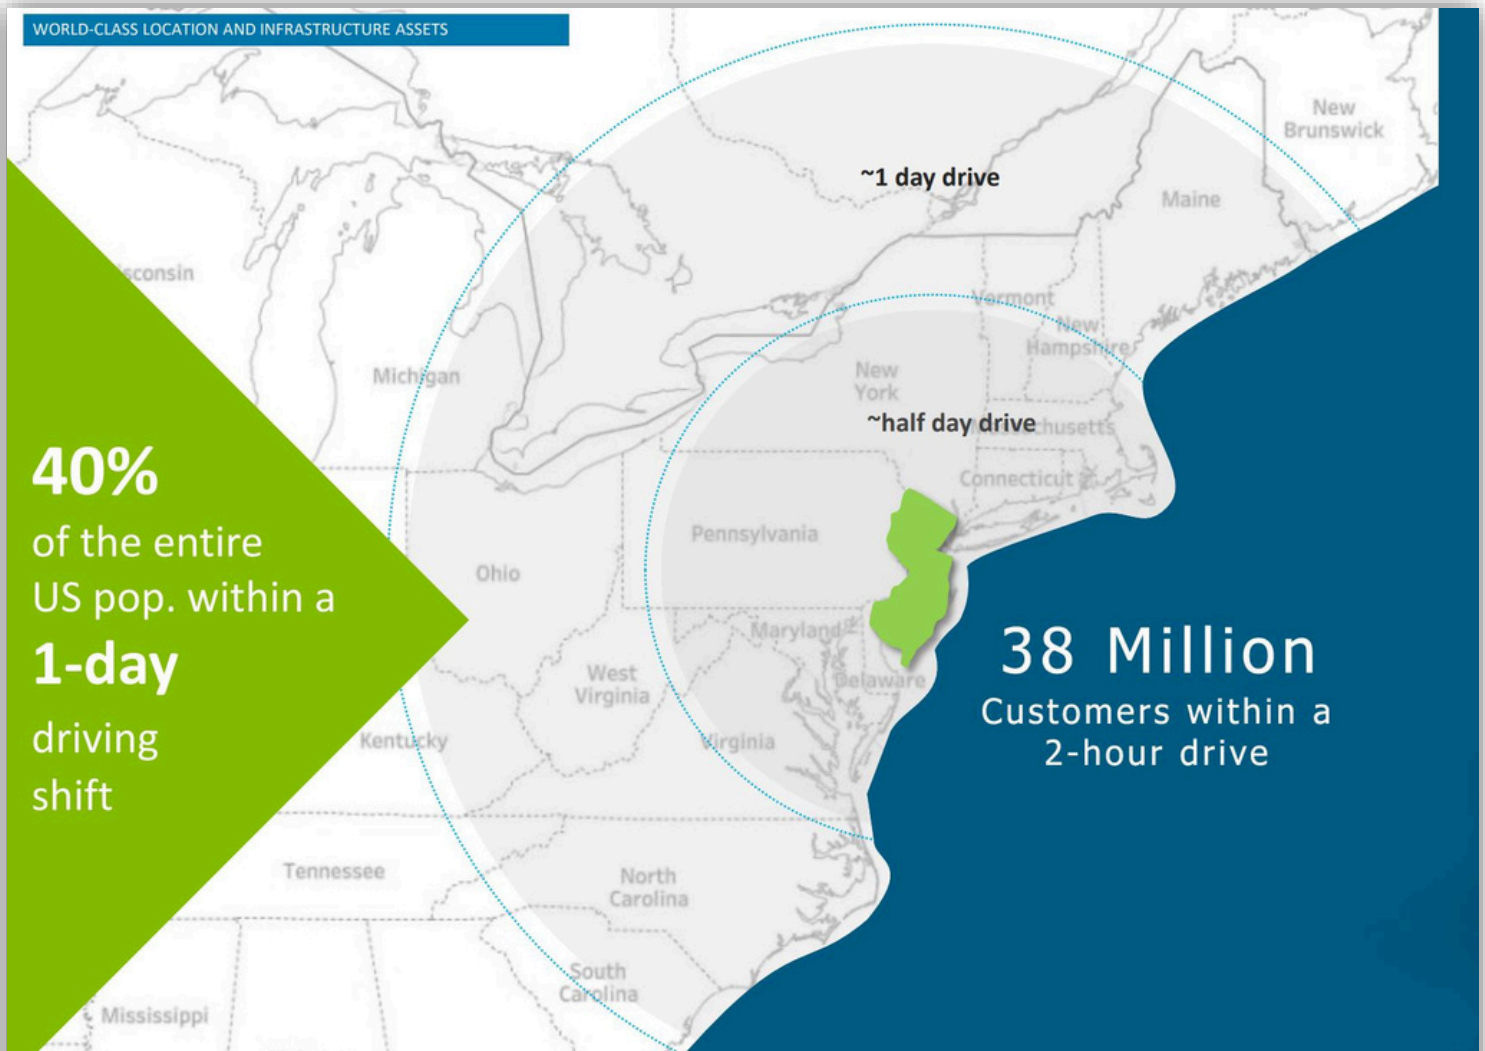 WORLD-CLASS LOCATION AND INFRASTRUCTURE ASSETS
New
Brunswick
~1 day drive
Maine
sconsin
Vermont
New
Hampshire
Michigan
New
York
~half day drive
Massachusetts
40%
of the entire
US pop. within a
1-day
driving
shift
Connecticut
Pennsylvania
Ohio
Maryland
Delaware
West
Virginia
Virginia
Kentucky
38 Million
Customers within a
2-hour drive
Tennessee
North
Carolina
South
Carolina
Mississippi